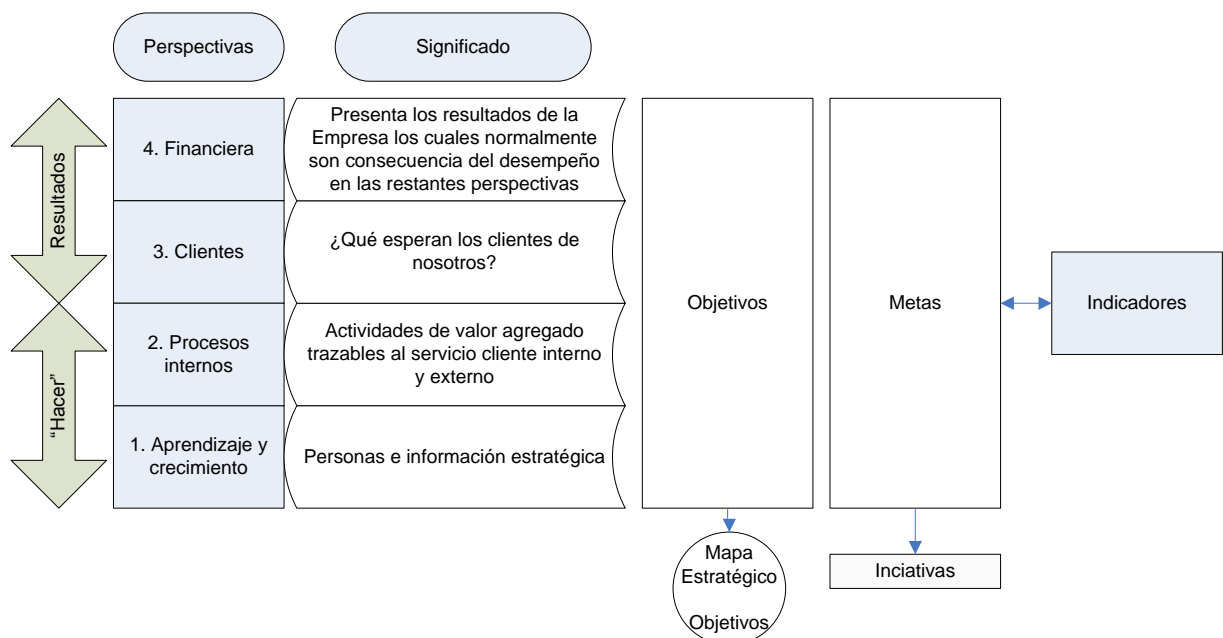 Perspectivas
Significado
Resultados
“Hacer”
4. Financiera
Presenta los resultados de la
Empresa los cuales normalmente
son consecuencia del desempeño
en las restantes perspectivas
3. Clientes
¿Qué esperan los clientes de
nosotros?
2. Procesos
internos
Actividades de valor agregado
trazables al servicio cliente interno
y externo
1. Aprendizaje y
crecimiento
Personas e información estratégica
Objetivos
Metas
Indicadores
Mapa
Estratégico
Objetivos
Inciativas